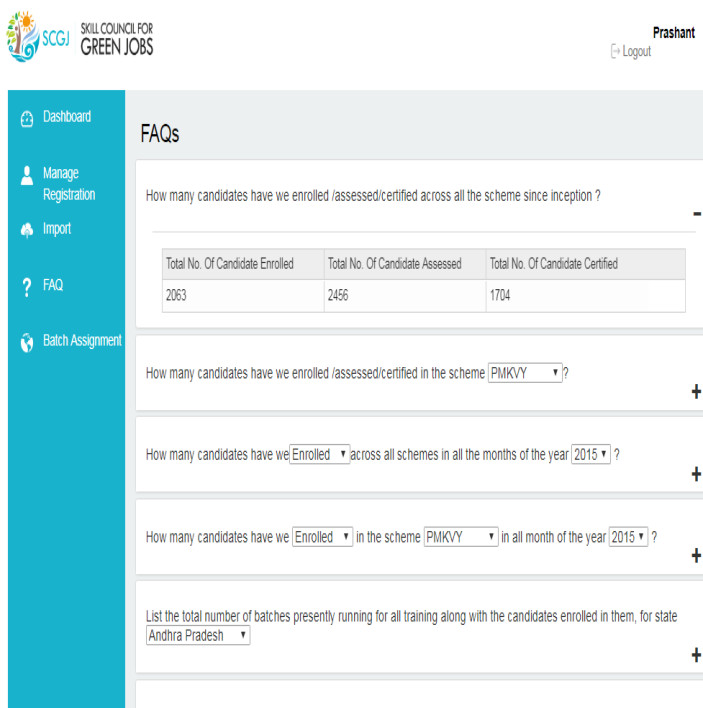 SCGJ
SKILL COUNCIL FOR
GREEN JOBS
Prashant
Logout
Dashboard
Manage
Registration
Import
FAQ
Batch Assignment
FAQs
How many candidates have we enrolled /assessed/certified across all the scheme since inception ?
Total No. Of Candidate Enrolled Total No. Of Candidate Assessed Total No. Of Candidate Certified
2063 2456 1704
How many candidates have we enrolled /assessed/certified in the scheme PMKVY ?
How many candidates have we Enrolled across all schemes in all the months of the year 2015 ?
How many candidates have we Enrolled in the scheme PMKVY in all month of the year 2015 ?
List the total number of batches presently running for all training along with the candidates enrolled in them, for state
Andhra Pradesh